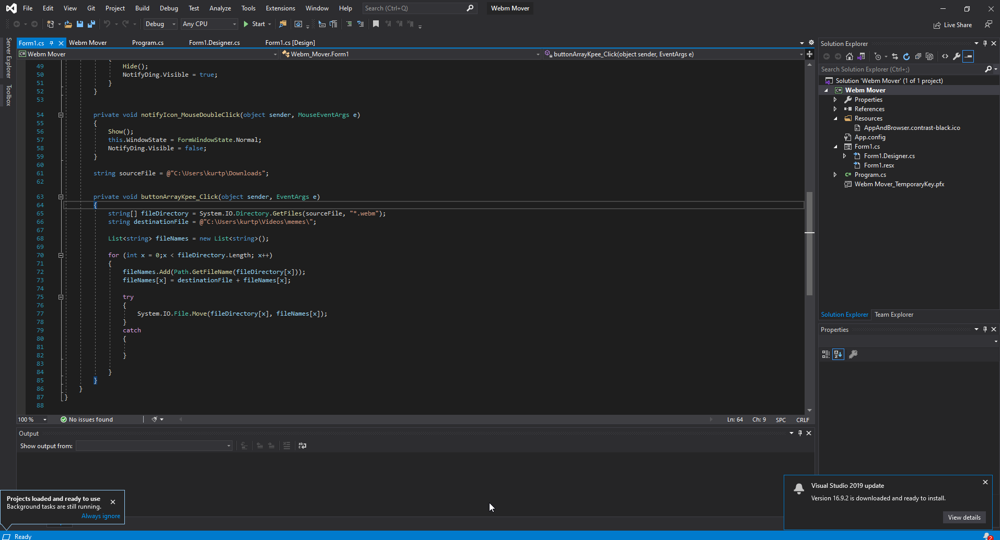 File Edit View Git Project Build Debug Test Analyze Tools Extensions Window Help Search (Ctrl+Q) Webm Mover
Debug Any CPU Start Live Share
Server Explorer
Toolbox
Form1.cs Webm Mover Program.cs Form1.Designer.cs Form1.cs [Design]
C# Webm Mover Webm_Mover.Form1 buttonArrayKpee_Click(object sender, EventArgs e)
{
49 Hide();
50 NotifyDing.Visible = true;
51 }
52 }
53
54 private void notifyIcon_MouseDoubleClick(object sender, MouseEventArgs e)
55 {
56 Show();
57 this.WindowState = FormWindowState.Normal;
58 NotifyDing.Visible = false;
59 }
60
61 string sourceFile = @"C:\Users\kurtp\Downloads";
62
63 private void buttonArrayKpee_Click(object sender, EventArgs e)
64 {
65 string[] fileDirectory = System.IO.Directory.GetFiles(sourceFile, "*.webm");
66 string destinationFile = @"C:\Users\kurtp\Videos\memes\";
67
68 List<string> fileNames = new List<string>();
69
70 for (int x = 0;x < fileDirectory.Length; x++)
71 {
72 fileNames.Add(Path.GetFileName(fileDirectory[x]));
73 fileNames[x] = destinationFile + fileNames[x];
74
75 try
76 {
77 System.IO.File.Move(fileDirectory[x], fileNames[x]);
78 }
79 catch
80 {
81
82 }
83
84 }
85 }
86 }
87 }
88
100 % No issues found Ln: 64 Ch: 9 SPC CRLF
Output
Show output from:
Solution Explorer
Search Solution Explorer (Ctrl+;)
Solution 'Webm Mover' (1 of 1 project)
C# Webm Mover
Properties
References
Resources
AppAndBrowser.contrast-black.ico
App.config
Form1.cs
Form1.Designer.cs
Form1.resx
C# Program.cs
Webm Mover_TemporaryKey.pfx
Solution Explorer Team Explorer
Properties
Projects loaded and ready to use
Background tasks are still running.
Always ignore
Visual Studio 2019 update
Version 16.9.2 is downloaded and ready to install.
View details
Ready 2